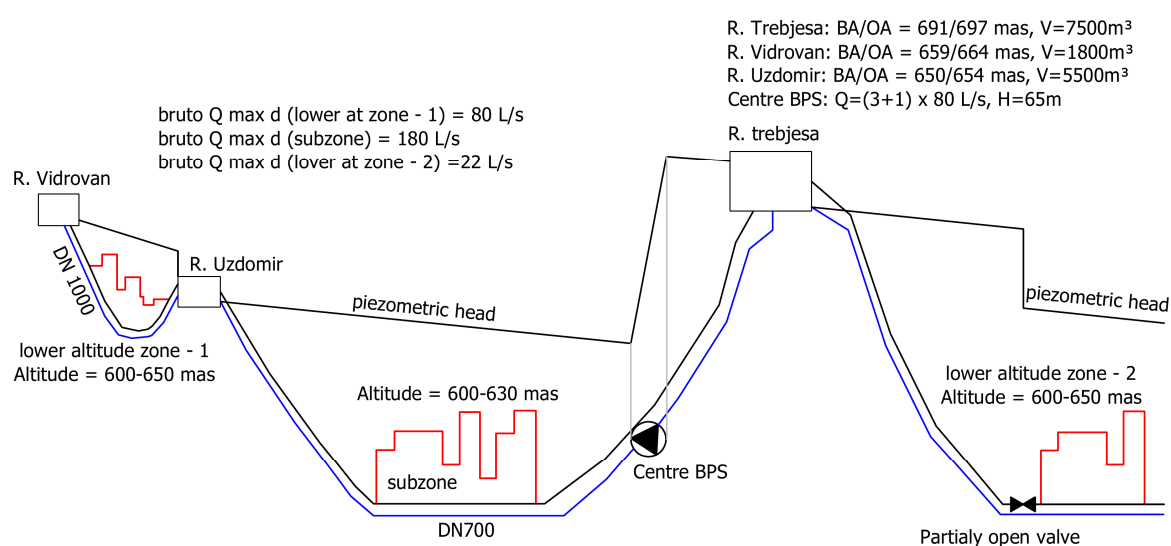 R. Trebjesa: BA/OA = 691/697 mas, V=7500m³
R. Vidrovan: BA/OA = 659/664 mas, V=1800m³
R. Uzdomir: BA/OA = 650/654 mas, V=5500m³
Centre BPS: Q=(3+1) x 80 L/s, H=65m
bruto Q max d (lower at zone - 1) = 80 L/s
bruto Q max d (subzone) = 180 L/s
bruto Q max d (lover at zone - 2) =22 L/s
R. trebjesa
R. Vidrovan
R. Uzdomir
DN 1000
piezometric head
piezometric head
lower altitude zone - 1
Altitude = 600-650 mas
Altitude = 600-630 mas
lower altitude zone - 2
Altitude = 600-650 mas
subzone
Centre BPS
DN700
Partialy open valve